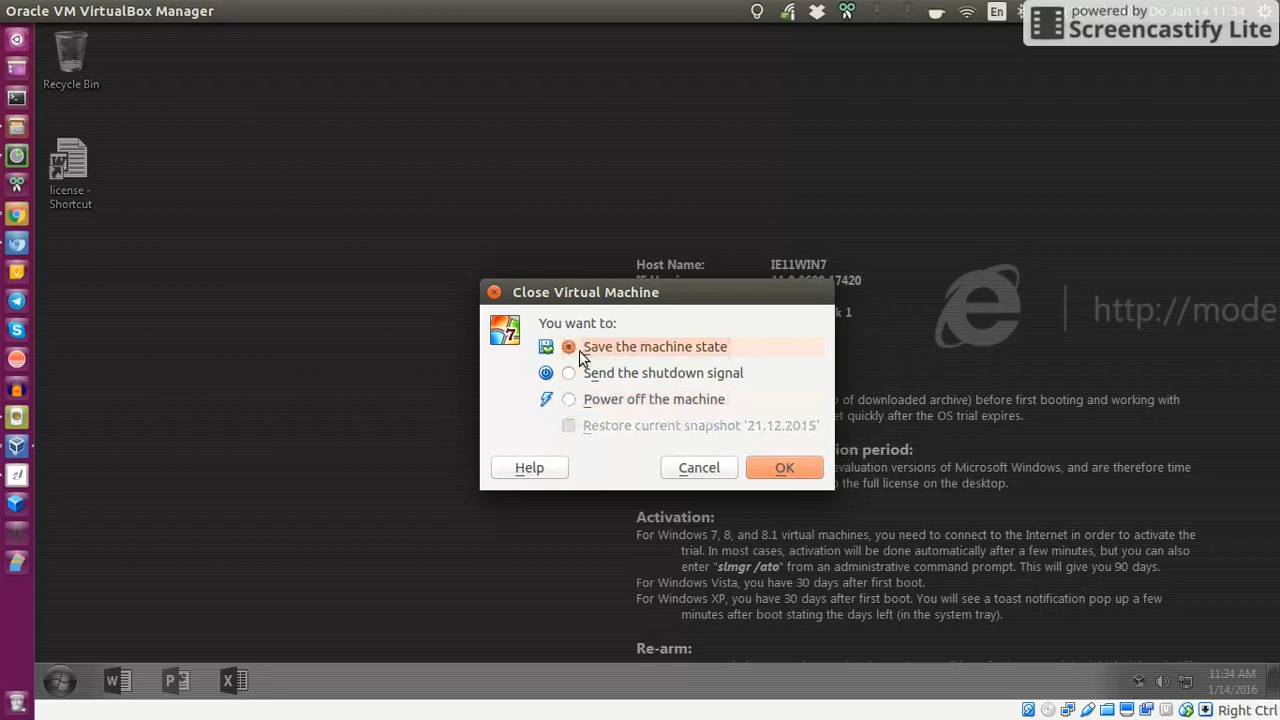 Oracle VM VirtualBox Manager
En
Do Jan 14 11:34
powered by
Screencastify Lite
Recycle Bin
license -
Shortcut
Host Name: IE11WIN7
17420
k 1
http://mode
Close Virtual Machine
You want to:
Save the machine state
Send the shutdown signal
Power off the machine
Restore current snapshot '21.12.2015'
Help
Cancel
OK
of downloaded archive) before first booting and working with
t quickly after the OS trial expires.
ion period:
evaluation versions of Microsoft Windows, and are therefore time
o the full license on the desktop.
Activation:
For Windows 7, 8, and 8.1 virtual machines, you need to connect to the Internet in order to activate the
trial. In most cases, activation will be done automatically after a few minutes, but you can also
enter "slmgr /ato" from an administrative command prompt. This will give you 90 days.
For Windows Vista, you have 30 days after first boot.
For Windows XP, you have 30 days after first boot. You will see a toast notification pop up a few
minutes after boot stating the days left (in the system tray).
Re-arm:
11:34 AM
1/14/2016
Right Ctrl